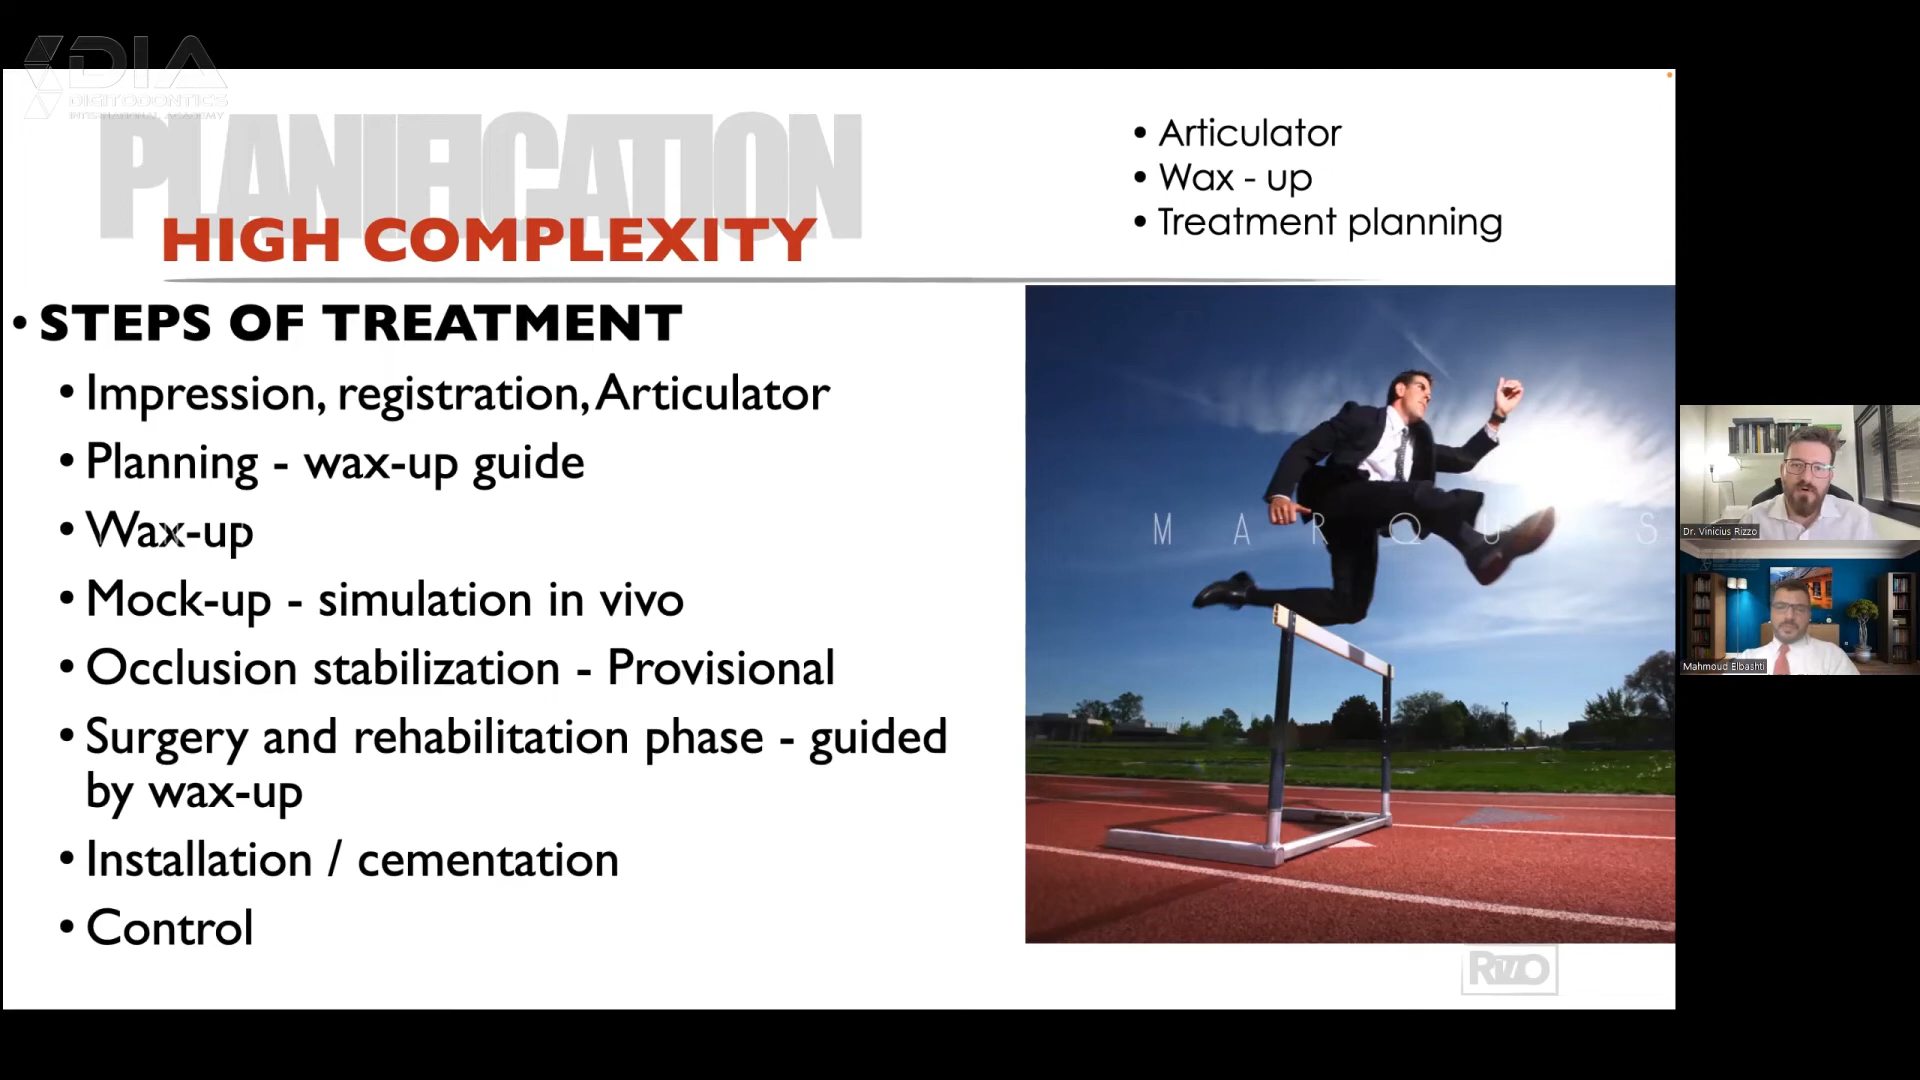 DIA
DIGITODONTICS
INTERNATIONAL ACADEMY
PLANIFICATION
HIGH COMPLEXITY
• Articulator
• Wax - up
• Treatment planning
• STEPS OF TREATMENT
• Impression, registration, Articulator
• Planning - wax-up guide
• Wax-up
• Mock-up - simulation in vivo
• Occlusion stabilization - Provisional
• Surgery and rehabilitation phase - guided
by wax-up
• Installation / cementation
• Control
M A R Q U S
RIZZO
Dr. Vinicius Rizzo
Mahmoud Elbashti